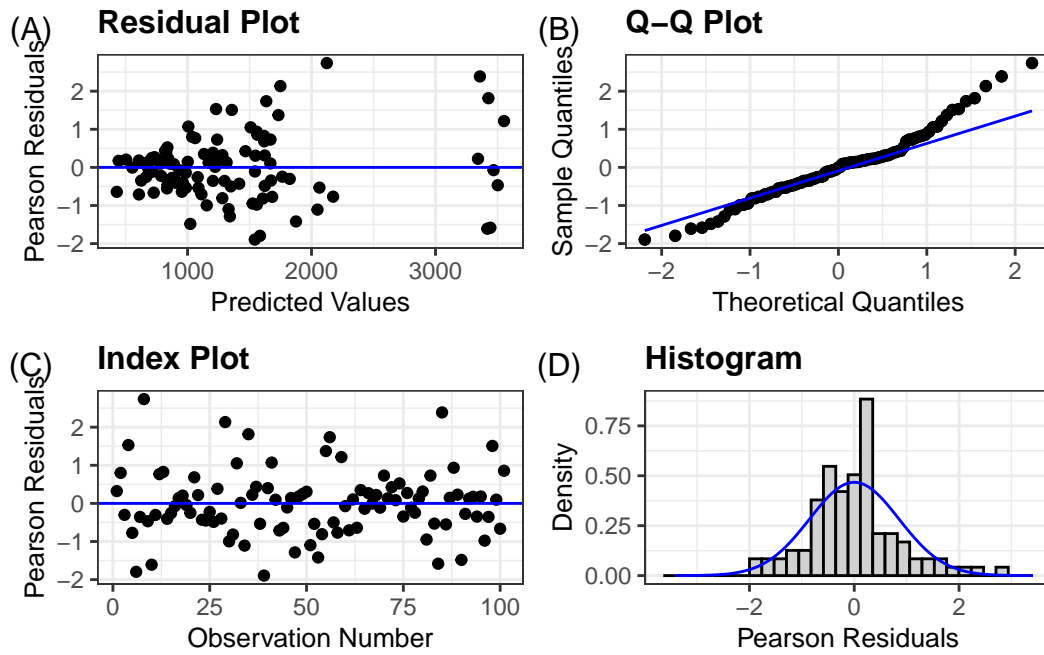 (A) Residual Plot
Pearson Residuals
2
1
0
−1
−2
1000 2000 3000
Predicted Values
(B) Q−Q Plot
Sample Quantiles
2
1
0
−1
−2
−2 −1 0 1 2
Theoretical Quantiles
(C) Index Plot
Pearson Residuals
2
1
0
−1
−2
0 25 50 75 100
Observation Number
(D) Histogram
Density
0.75
0.50
0.25
0.00
−2 0 2
Pearson Residuals